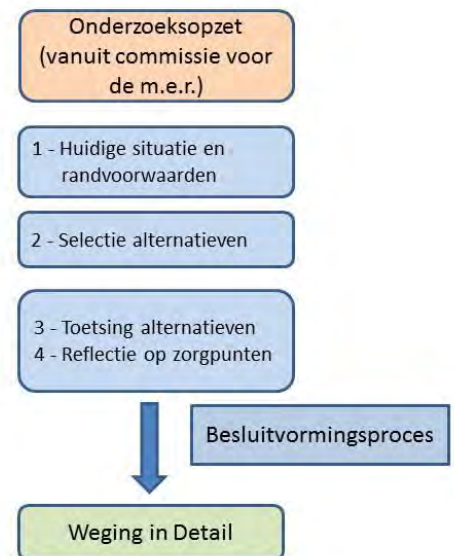 Onderzoeksopzet
(vanuit commissie voor
de m.e.r.)
1 - Huidige situatie en
randvoorwaarden
2 - Selectie alternatieven
3 - Toetsing alternatieven
4 - Reflectie op zorgpunten
Besluitvormingsproces
Weging in Detail